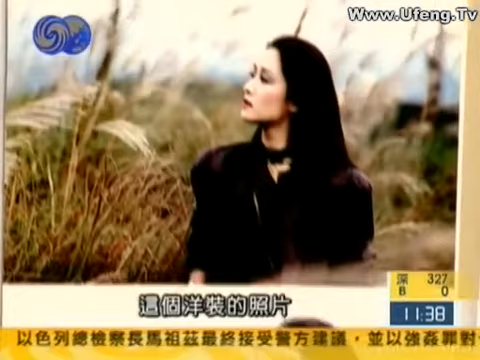 Www.Ufeng.Tv
深 327
B 0
這個洋裝的照片
11:38
以色列總檢察長馬祖茲最終接受警方建議，並以強姦罪對